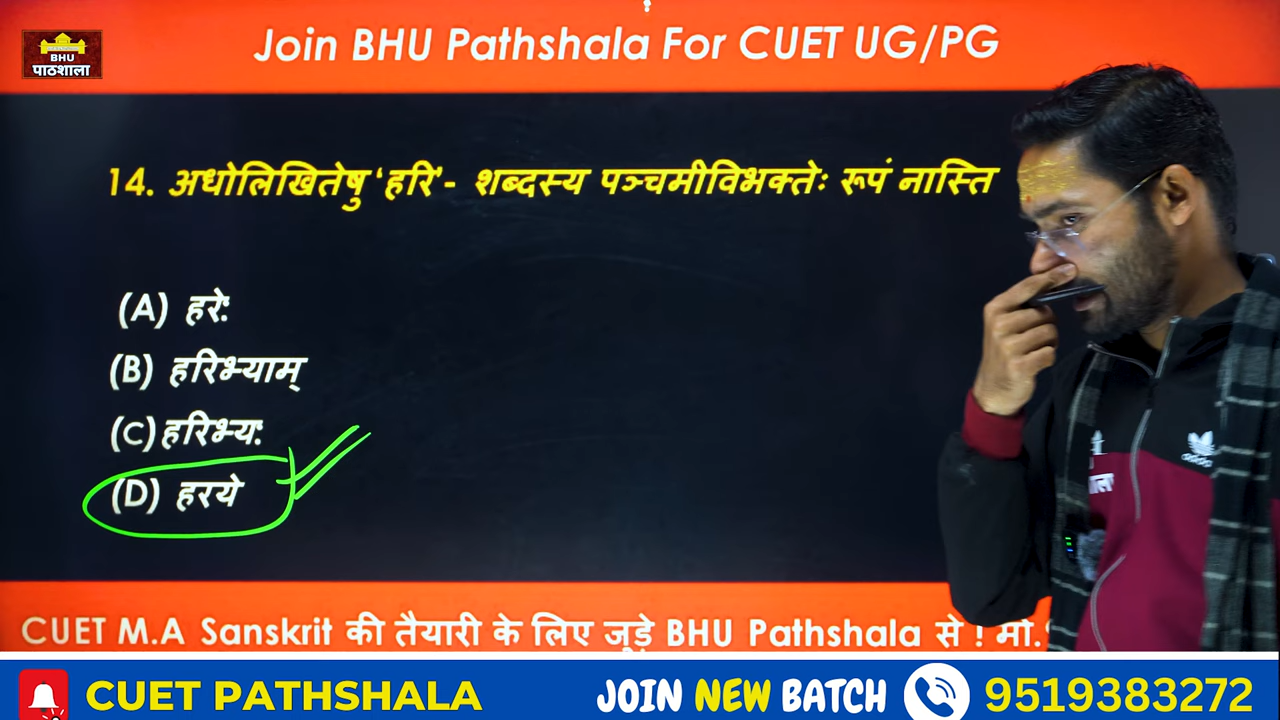 BHU
पाठशाला
Join BHU Pathshala For CUET UG/PG
14. अधोलिखितेषु 'हरि'- शब्दस्य पञ्चमीविभक्तेः रूपं नास्ति
(A) हरेः
(B) हरिभ्याम्
(C) हरिभ्यः
(D) हरये
adidas
CUET M.A Sanskrit की तैयारी के लिए जुड़े BHU Pathshala से ! मो.
CUET PATHSHALA
JOIN NEW BATCH
9519383272